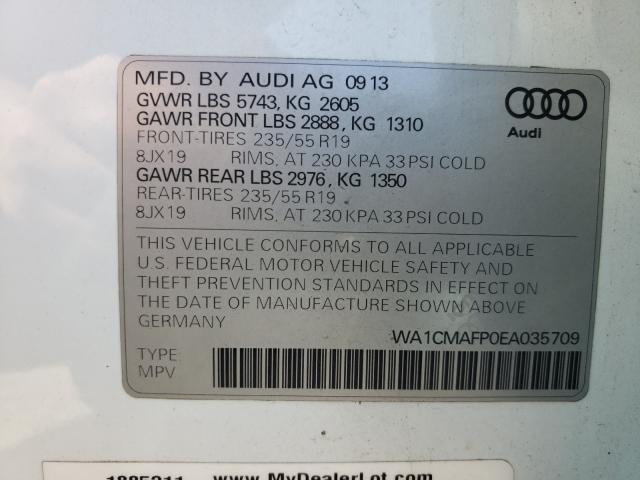 MFD. BY AUDI AG 09 13
GVWR LBS 5743, KG 2605
GAWR FRONT LBS 2888, KG 1310
FRONT-TIRES 235/55 R19
8JX19 RIMS, AT 230 KPA 33 PSI COLD
GAWR REAR LBS 2976, KG 1350
REAR-TIRES 235/55 R19
8JX19 RIMS, AT 230 KPA 33 PSI COLD
Audi
THIS VEHICLE CONFORMS TO ALL APPLICABLE
U.S. FEDERAL MOTOR VEHICLE SAFETY AND
THEFT PREVENTION STANDARDS IN EFFECT ON
THE DATE OF MANUFACTURE SHOWN ABOVE
GERMANY
WA1CMAFP0EA035709
TYPE
MPV
www.MyDealerLot.com